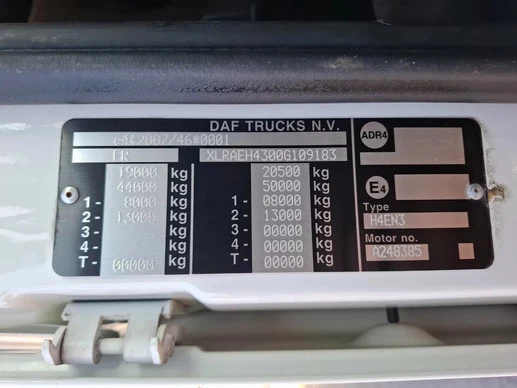 DAF TRUCKS N.V.
e4*2007/46*0001
LR XLRAEH4300G109183
19000 kg 20500 kg
44000 kg 50000 kg
1- 8000 kg 1- 08000 kg
2- 13000 kg 2- 13000 kg
3- kg 3- 00000 kg
4- kg 4- 00000 kg
T- 00000 kg T- 00000 kg
ADR4
E4
Type
H4EN3
Motor no.
A248385